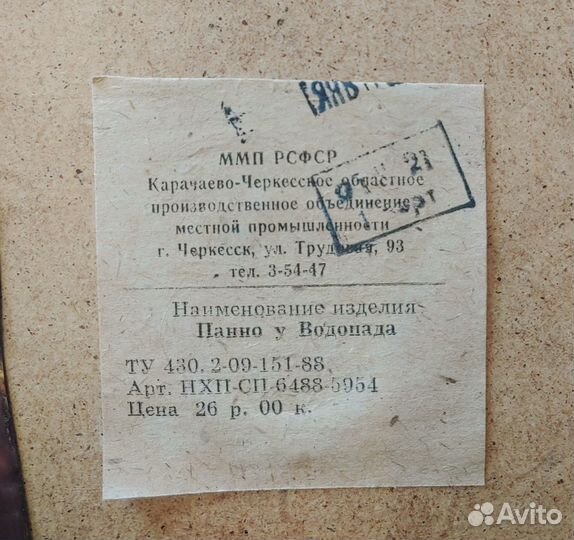 ММП РСФСР
Карачаево-Черкесское областное
производственное объединение
местной промышленности
г. Черкесск, ул. Трудовая, 93
тел. 3-54-47
Наименование изделия
Панно у Водопада
ТУ 430. 2-09-151-88
Арт. НХП-СП-6488-5954
Цена 26 р. 00 к.
21
Avito